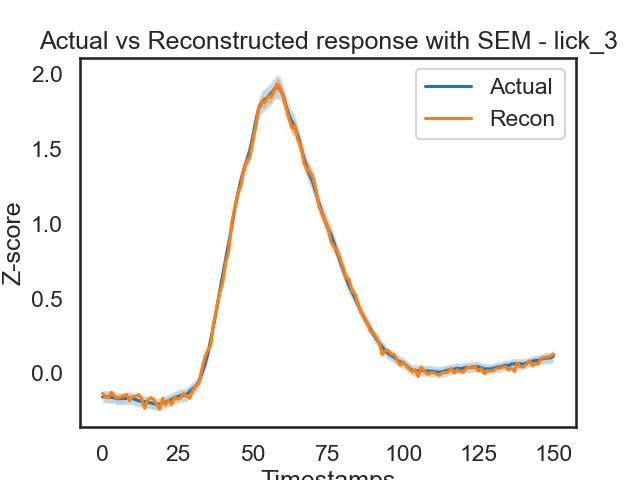 Actual vs Reconstructed response with SEM - lick_3
Actual
Recon
Z-score
2.0
1.5
1.0
0.5
0.0
0 25 50 75 100 125 150
Timestamps